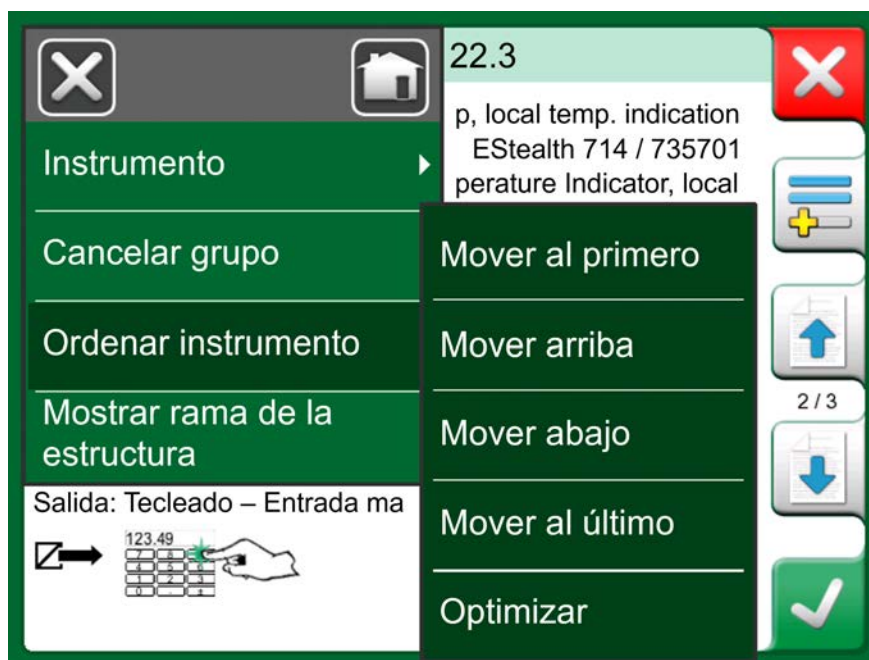 22.3
p, local temp. indication
EStealth 714 / 735701
perature Indicator, local
Instrumento
Cancelar grupo
Ordenar instrumento
Mostrar rama de la
estructura
Mover al primero
Mover arriba
Mover abajo
Mover al último
Optimizar
2 / 3
Salida: Tecleado – Entrada ma
123.49